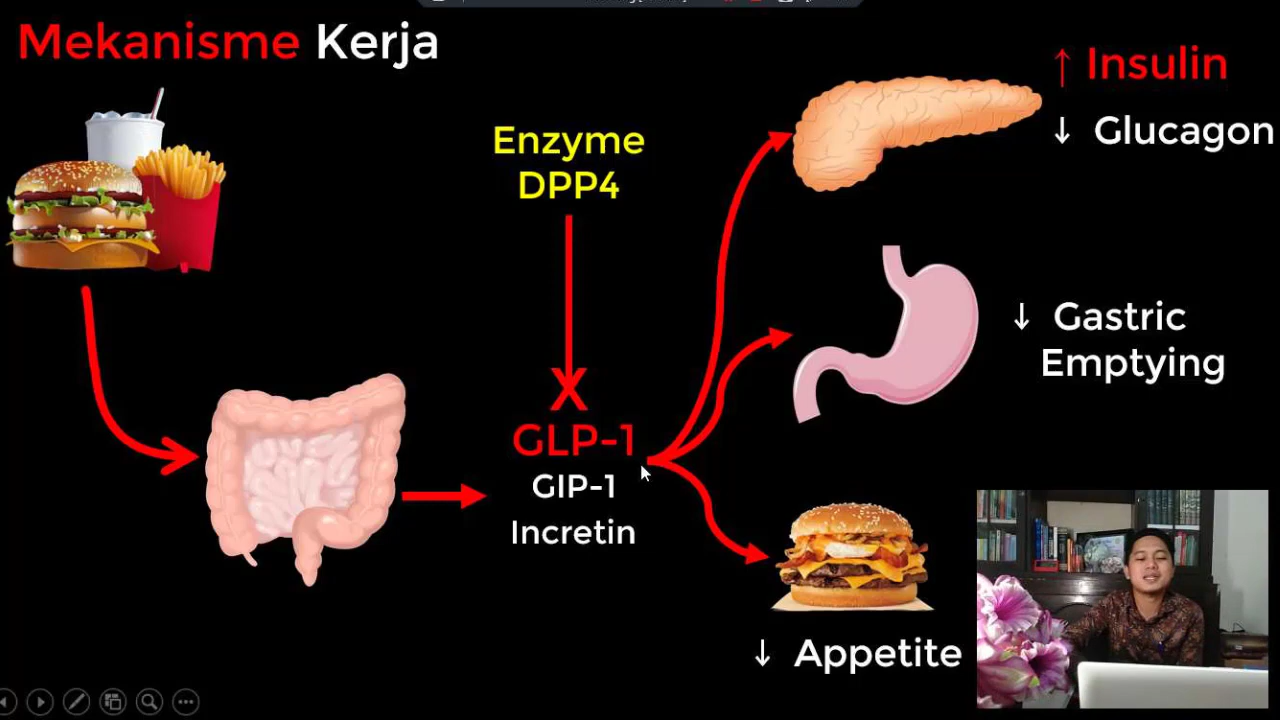 Mekanisme Kerja
↑ Insulin
↓ Glucagon
Enzyme
DPP4
X
GLP-1
GIP-1
Incretin
↓ Gastric
Emptying
↓ Appetite